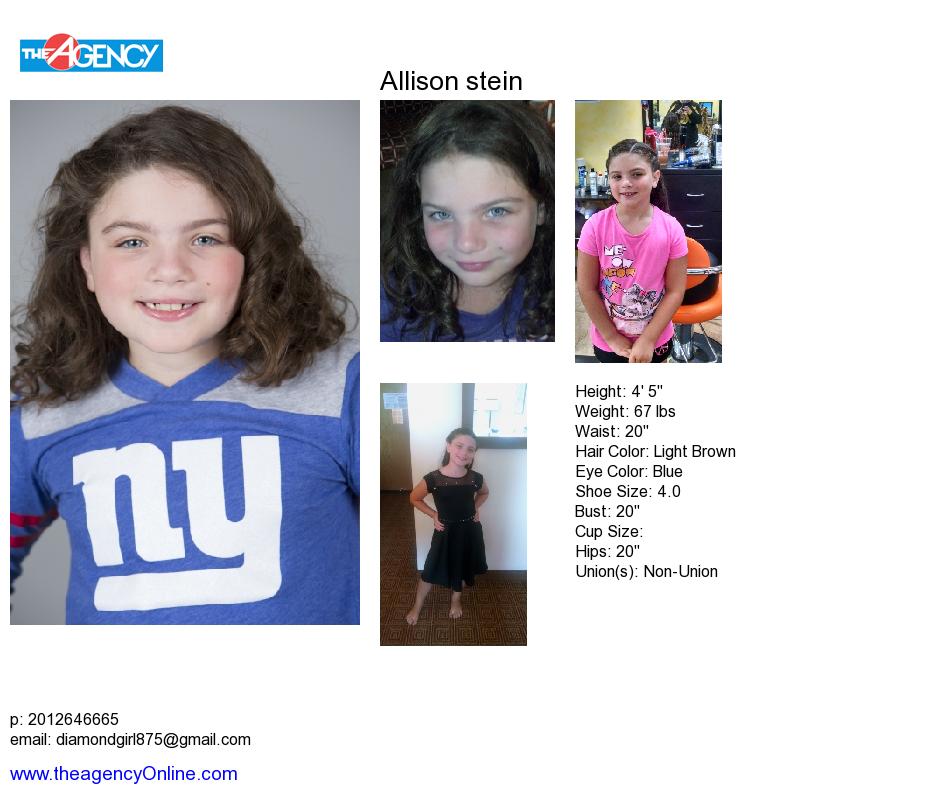 THE AGENCY
Allison stein
ny
ME-
OW
Height: 4' 5"
Weight: 67 lbs
Waist: 20"
Hair Color: Light Brown
Eye Color: Blue
Shoe Size: 4.0
Bust: 20"
Cup Size:
Hips: 20"
Union(s): Non-Union
p: 2012646665
email: diamondgirl875@gmail.com
www.theagencyOnline.com